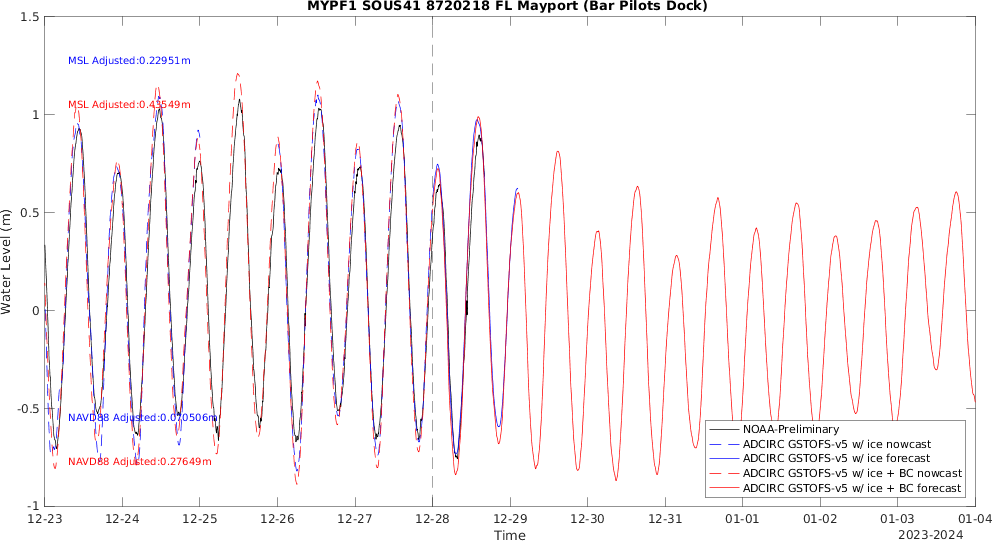 MYPF1 SOUS41 8720218 FL Mayport (Bar Pilots Dock)
1.5
MSL Adjusted:0.22951m
MSL Adjusted:0.43549m
1
0.5
Water Level (m)
0
-0.5
NAVD88 Adjusted:0.070506m
NAVD88 Adjusted:0.27649m
-1
NOAA-Preliminary
ADCIRC GSTOFS-v5 w/ ice nowcast
ADCIRC GSTOFS-v5 w/ ice forecast
ADCIRC GSTOFS-v5 w/ ice + BC nowcast
ADCIRC GSTOFS-v5 w/ ice + BC forecast
12-23 12-24 12-25 12-26 12-27 12-28 12-29 12-30 12-31 01-01 01-02 01-03 01-04
2023-2024
Time